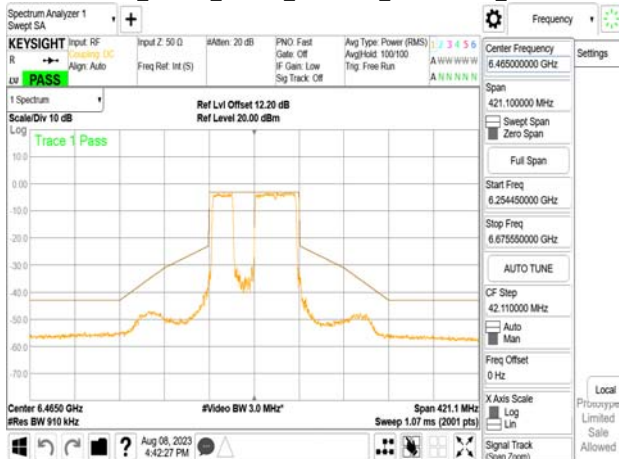 Spectrum Analyzer 1
Swept SA
Frequency
KEYSIGHT
R
LVI
PASS
Input: RF
Coupling: DC
Align: Auto
Input Z: 50 Ω
Freq Ref: Int (S)
#Atten: 20 dB
PNO: Fast
Gate: Off
IF Gain: Low
Sig Track: Off
Avg Type: Power (RMS)
Avg|Hold: 100/100
Trig: Free Run
1 2 3 4 5 6
A W W W W W
A N N N N N
Settings
1 Spectrum
Scale/Div 10 dB
Ref Lvl Offset 12.20 dB
Ref Level 20.00 dBm
Log
Trace 1 Pass
10.0
0.00
-10.0
-20.0
-30.0
-40.0
-50.0
-60.0
-70.0
Center 6.4650 GHz
#Res BW 910 kHz
#Video BW 3.0 MHz*
Span 421.1 MHz
Sweep 1.07 ms (2001 pts)
Aug 08, 2023
4:42:27 PM
Center Frequency
6.465000000 GHz
Span
421.100000 MHz
Swept Span
Zero Span
Full Span
Start Freq
6.254450000 GHz
Stop Freq
6.675550000 GHz
AUTO TUNE
CF Step
42.110000 MHz
Auto
Man
Freq Offset
0 Hz
X Axis Scale
Log
Lin
Signal Track
(Span Zoom)
Local
Prototype
Limited
Sale
Allowed